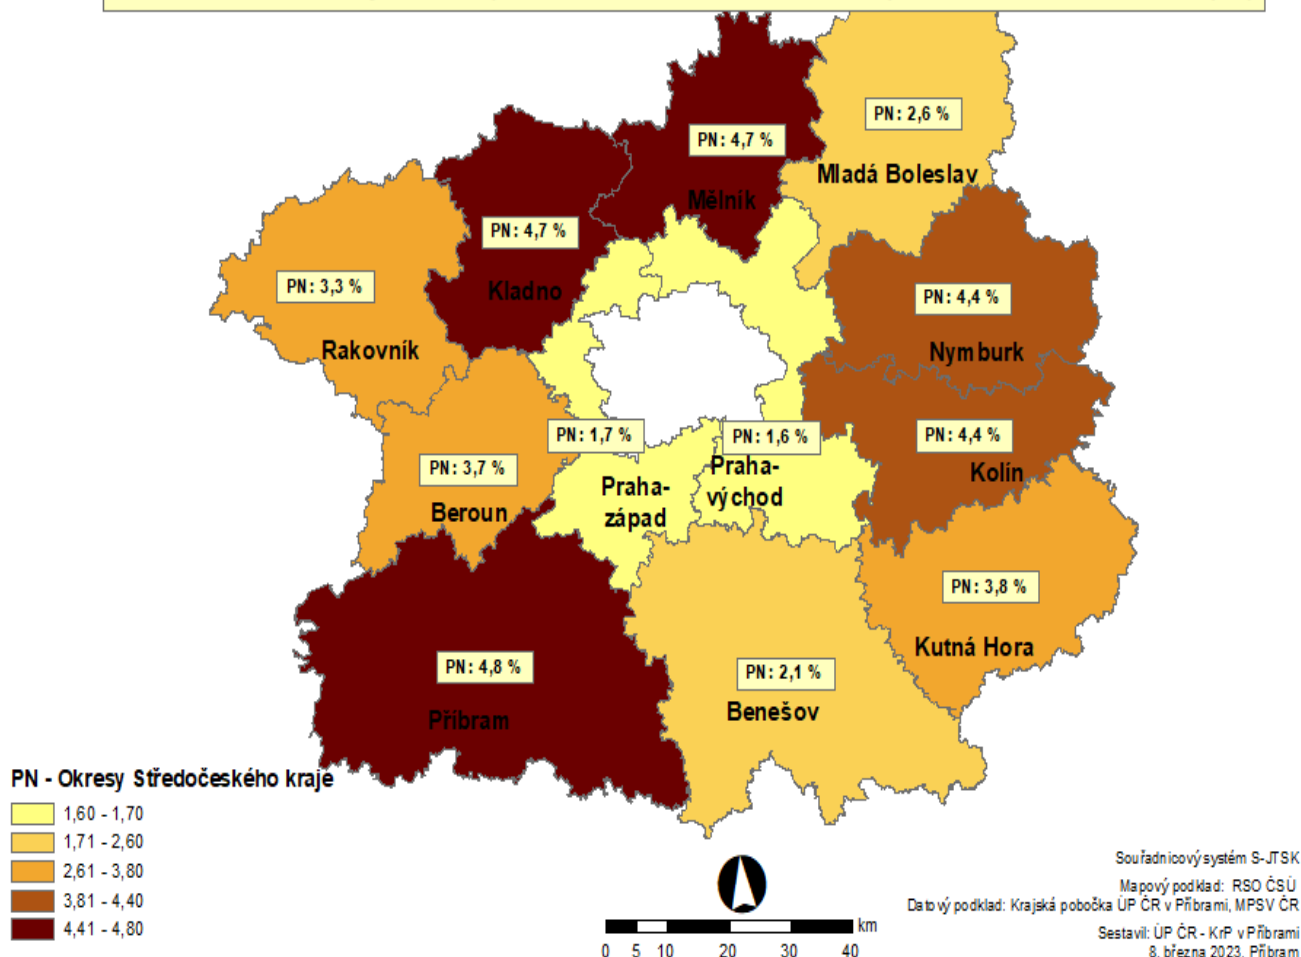 PN: 2,6 %
PN: 4,7 %
Mladá Boleslav
Mělník
PN: 4,7 %
PN: 3,3 %
Kladno
PN: 4,4 %
Rakovník
Nymburk
PN: 1,7 %
PN: 1,6 %
PN: 4,4 %
PN: 3,7 %
Praha-
východ
Kolín
Praha-
západ
Beroun
PN: 3,8 %
Kutná Hora
PN: 4,8 %
PN: 2,1 %
Příbram
Benešov
PN - Okresy Středočeského kraje
1,60 - 1,70
1,71 - 2,60
2,61 - 3,80
3,81 - 4,40
4,41 - 4,80
km
0 5 10 20 30 40
Souřadnicový systém S-JTSK
Mapový podklad: RSO ČSÚ
Datový podklad: Krajská pobočka ÚP ČR v Příbrami, MPSV ČR
Sestavil: ÚP ČR - KrP v Příbrami
8. března 2023, Příbram